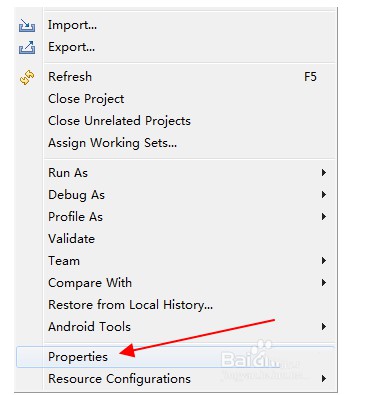 Import...
Export...
Refresh F5
Close Project
Close Unrelated Projects
Assign Working Sets...
Run As
Debug As
Profile As
Validate
Team
Compare With
Restore from Local History...
Android Tools
Properties
Resource Configurations